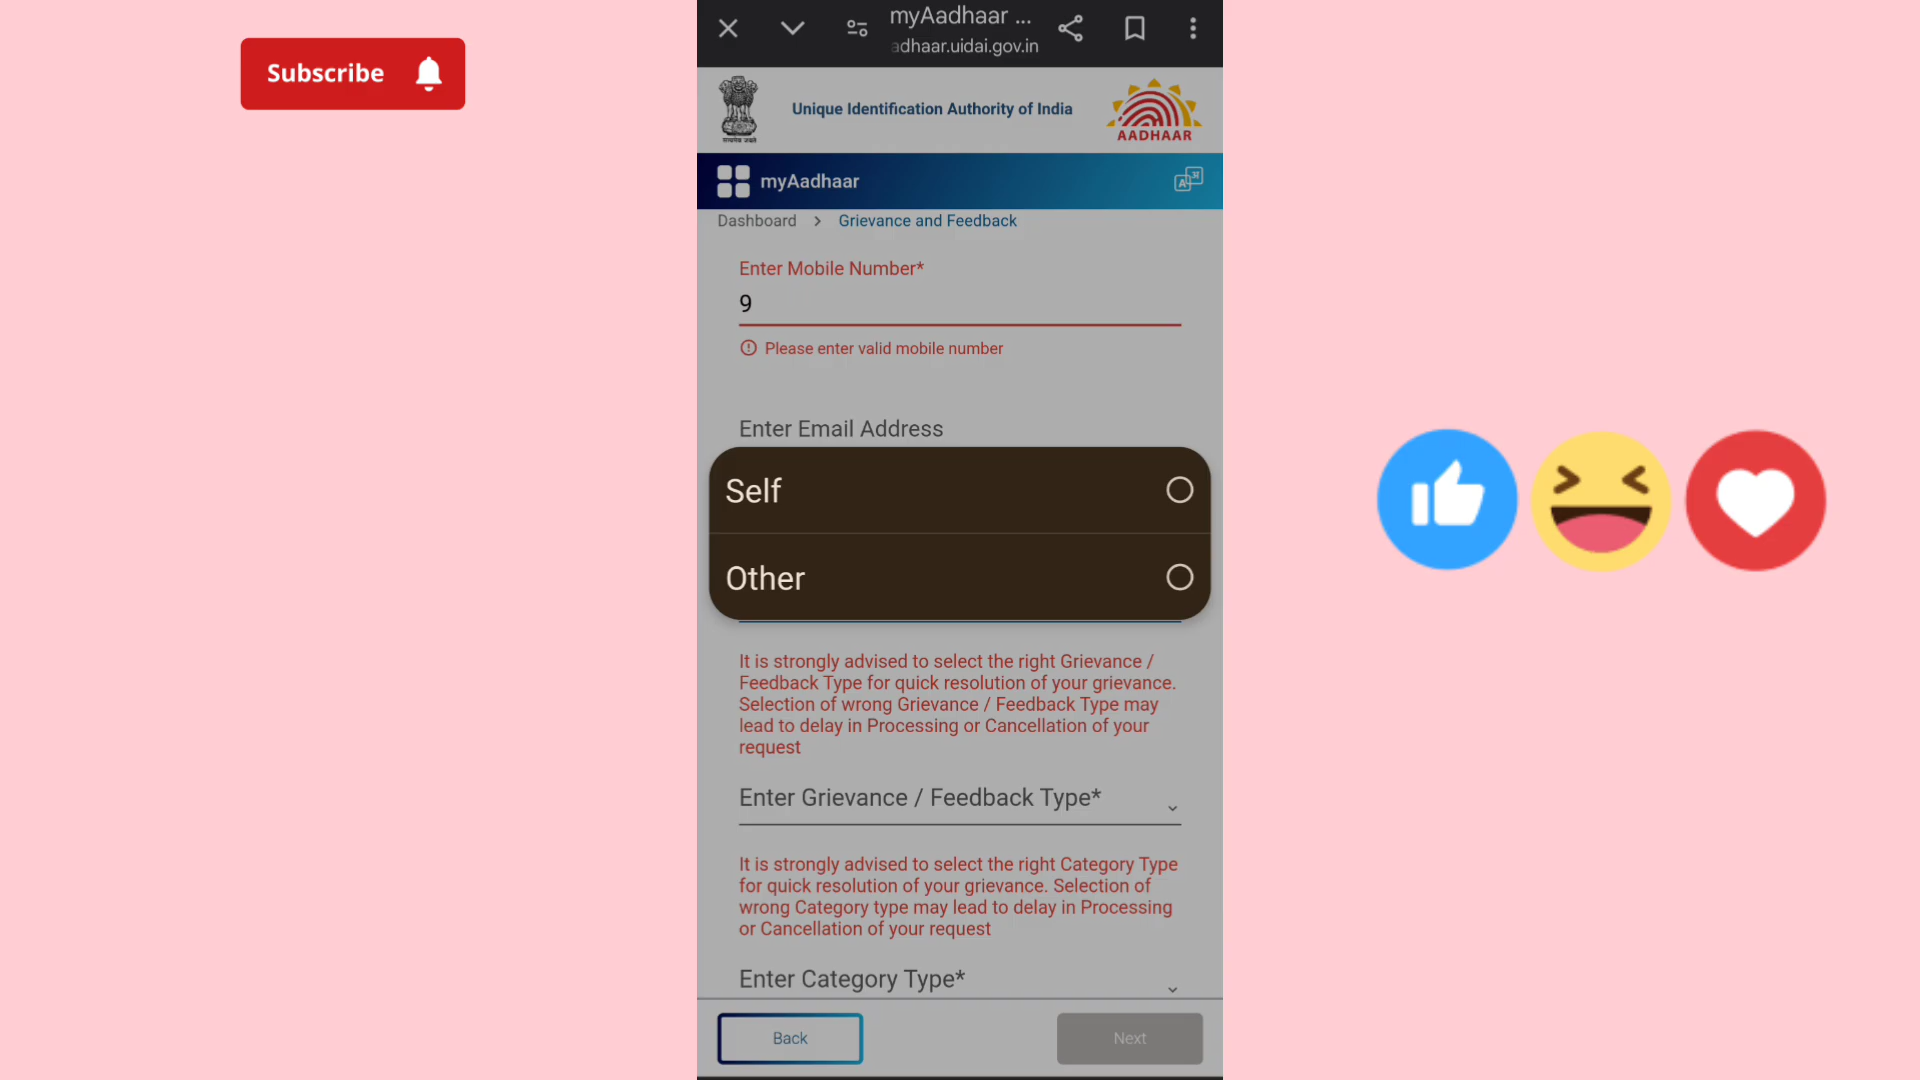 Subscribe
myAadhaar ...
adhaar.uidai.gov.in
Unique Identification Authority of India
AADHAAR
सत्यमेव जयते
myAadhaar
Dashboard > Grievance and Feedback
Enter Mobile Number*
9
Please enter valid mobile number
Enter Email Address
Self
Other
It is strongly advised to select the right Grievance /
Feedback Type for quick resolution of your grievance.
Selection of wrong Grievance / Feedback Type may
lead to delay in Processing or Cancellation of your
request
Enter Grievance / Feedback Type*
It is strongly advised to select the right Category Type
for quick resolution of your grievance. Selection of
wrong Category type may lead to delay in Processing
or Cancellation of your request
Enter Category Type*
Back
Next